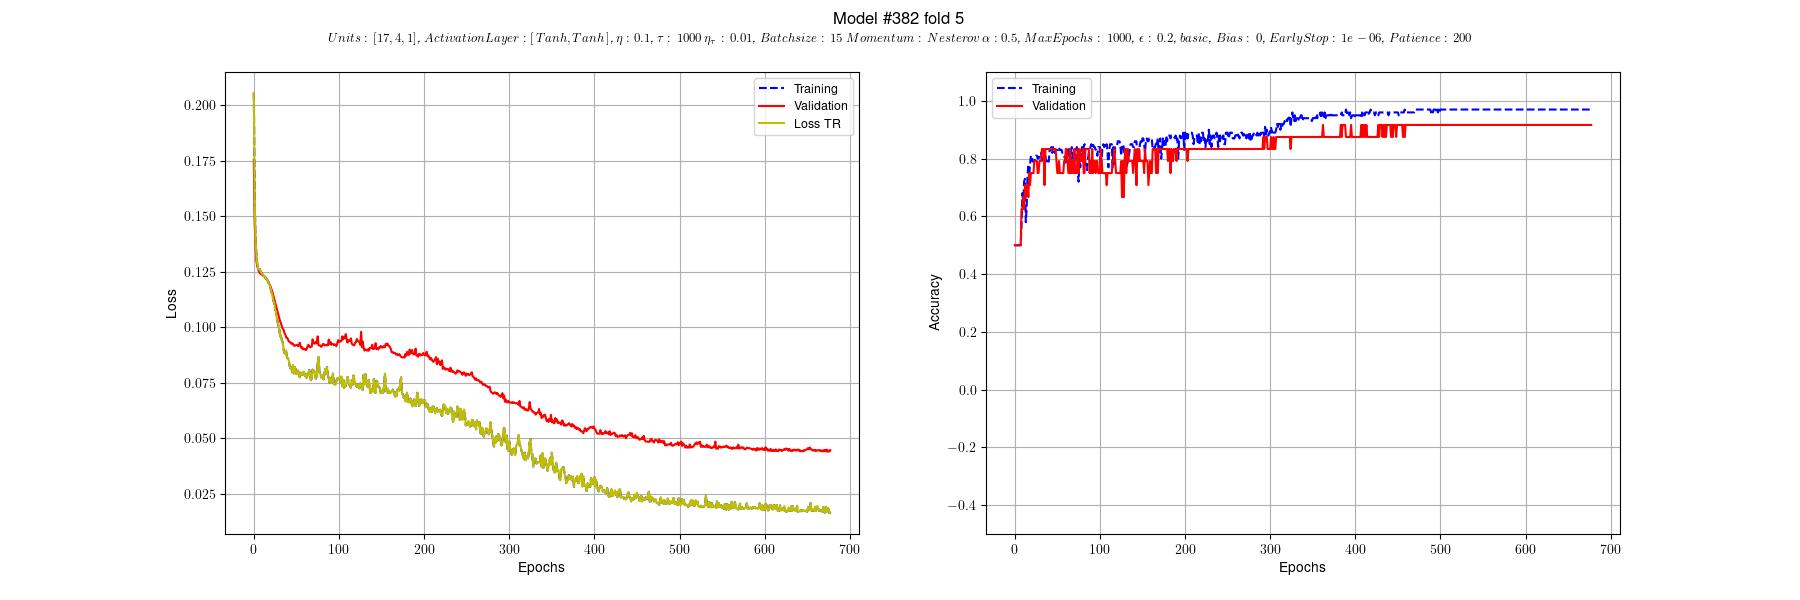 Model #382 fold 5
Units : [17, 4, 1], ActivationLayer : [Tanh, Tanh], η : 0.1, τ : 1000 η_τ : 0.01, Batchsize : 15 Momentum : Nesterov α : 0.5, MaxEpochs : 1000, ϵ : 0.2, basic, Bias : 0, EarlyStop : 1e − 06, Patience : 200
Training
Validation
Loss TR
0.200
0.175
0.150
0.125
0.100
0.075
0.050
0.025
Loss
0 100 200 300 400 500 600 700
Epochs
Training
Validation
1.0
0.8
0.6
0.4
0.2
0.0
−0.2
−0.4
Accuracy
0 100 200 300 400 500 600 700
Epochs